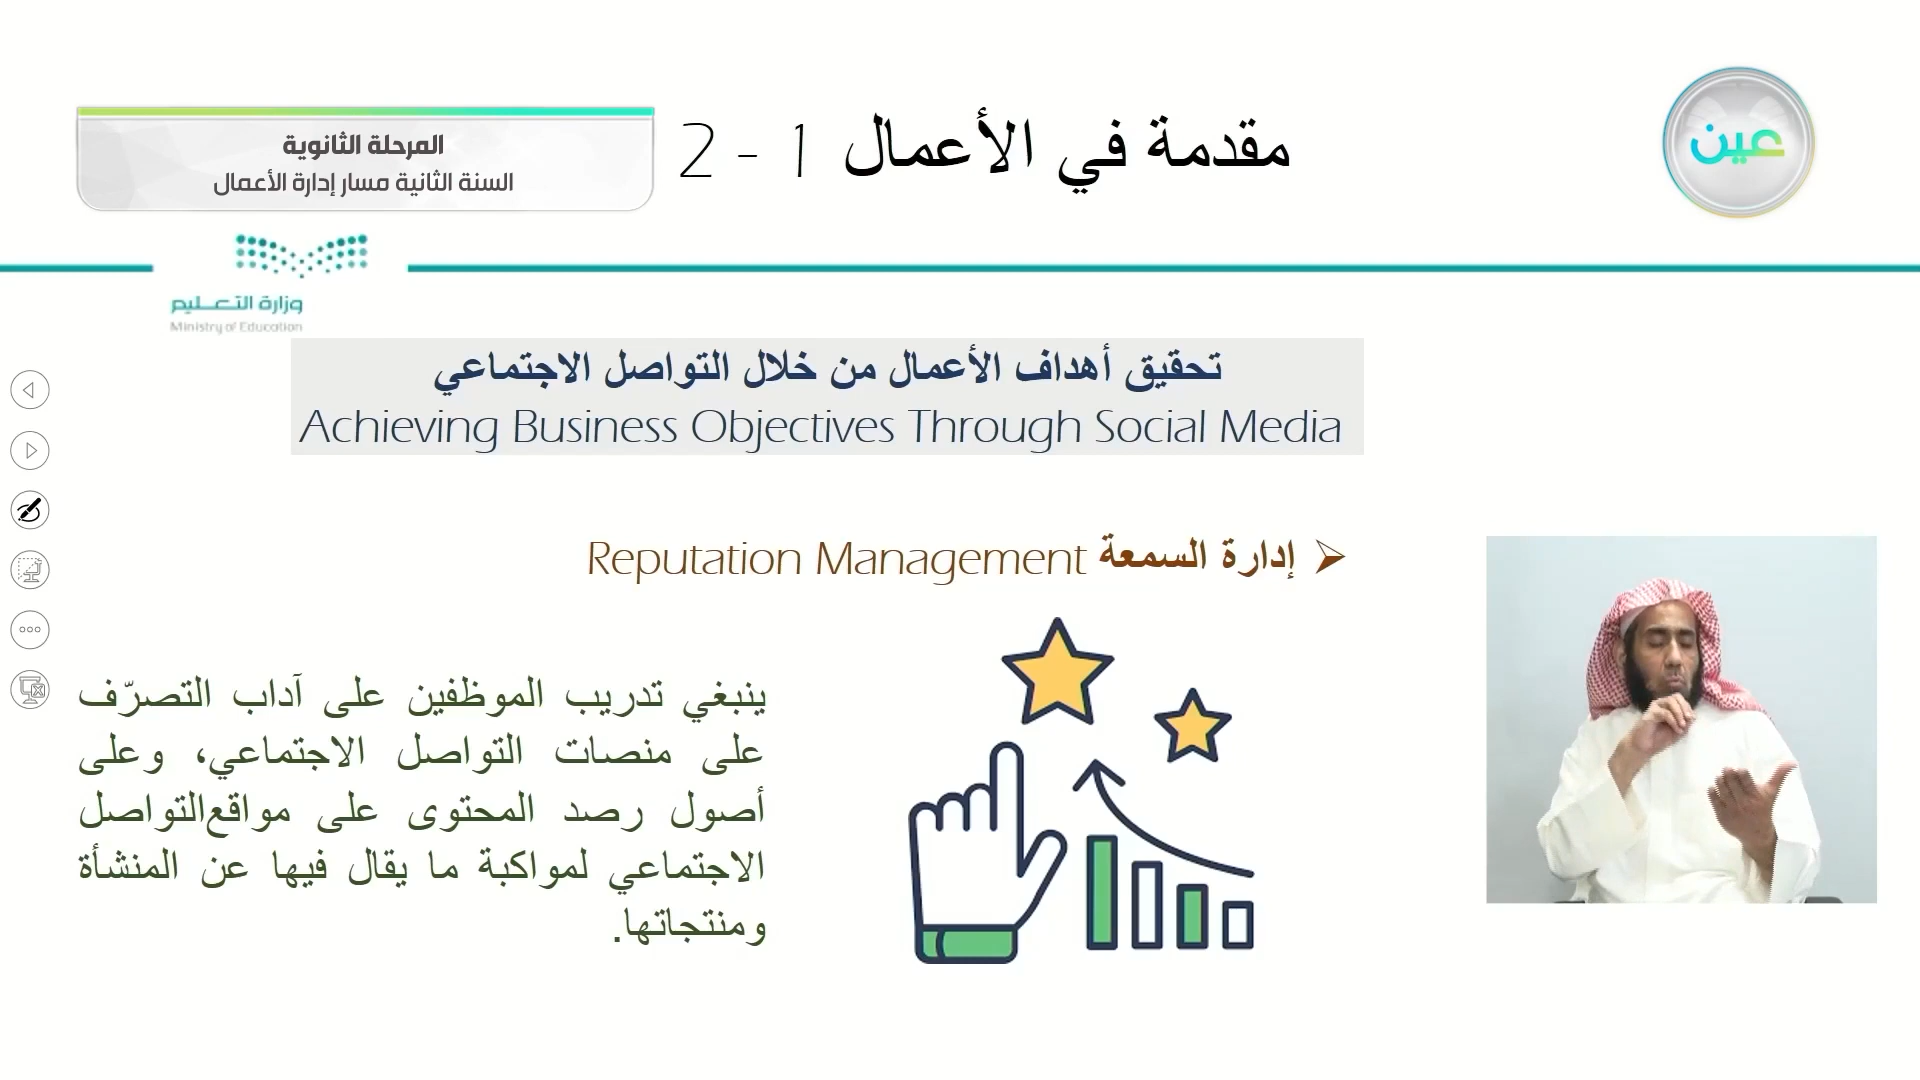 عين
مقدمة في الأعمال 1 - 2
المرحلة الثانوية
السنة الثانية مسار إدارة الأعمال
وزارة التعليم
Ministry of Education
تحقيق أهداف الأعمال من خلال التواصل الاجتماعي
Achieving Business Objectives Through Social Media
إدارة السمعة Reputation Management
ينبغي تدريب الموظفين على آداب التصرّف
على منصات التواصل الاجتماعي، وعلى
أصول رصد المحتوى على مواقعالتواصل
الاجتماعي لمواكبة ما يقال فيها عن المنشأة
ومنتجاتها.